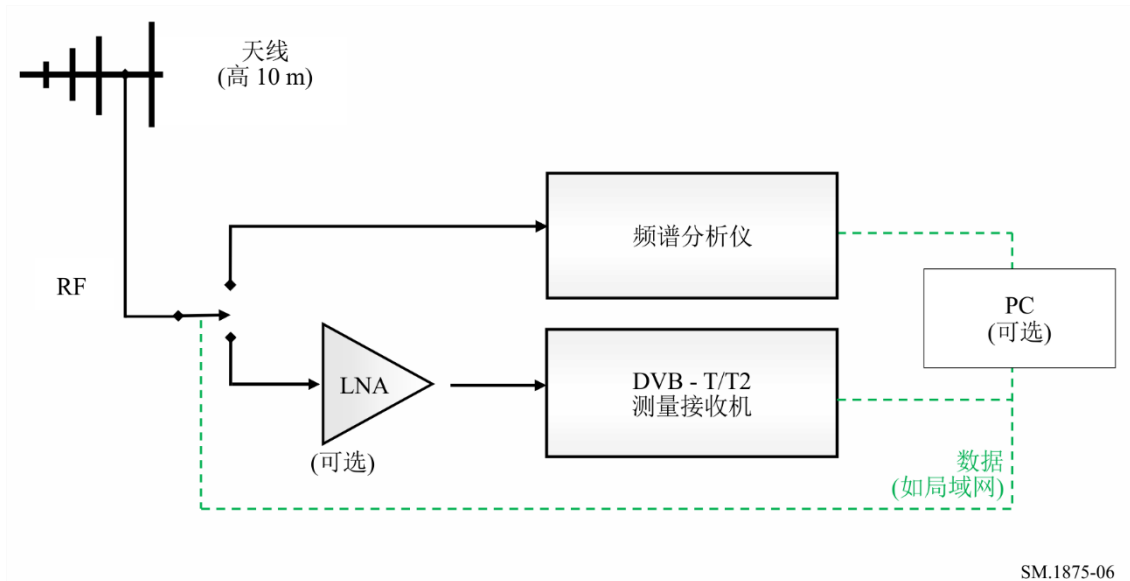 天线
(高 10 m)
频谱分析仪
RF
PC
(可选)
LNA
(可选)
DVB - T/T2
测量接收机
数据
(如局域网)
SM.1875-06